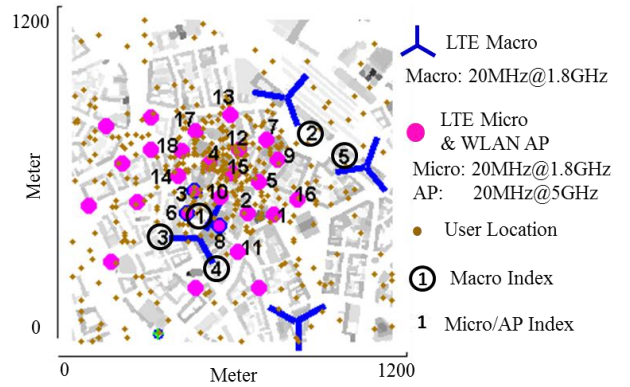 1200
Meter
0
0
Meter
1200
13
17
12
7
18
4
9
15
14
5
3
10
16
6
2
1
8
11
1
2
3
4
5
LTE Macro
Macro: 20MHz@1.8GHz
LTE Micro
& WLAN AP
Micro: 20MHz@1.8GHz
AP: 20MHz@5GHz
User Location
1 Macro Index
1 Micro/AP Index